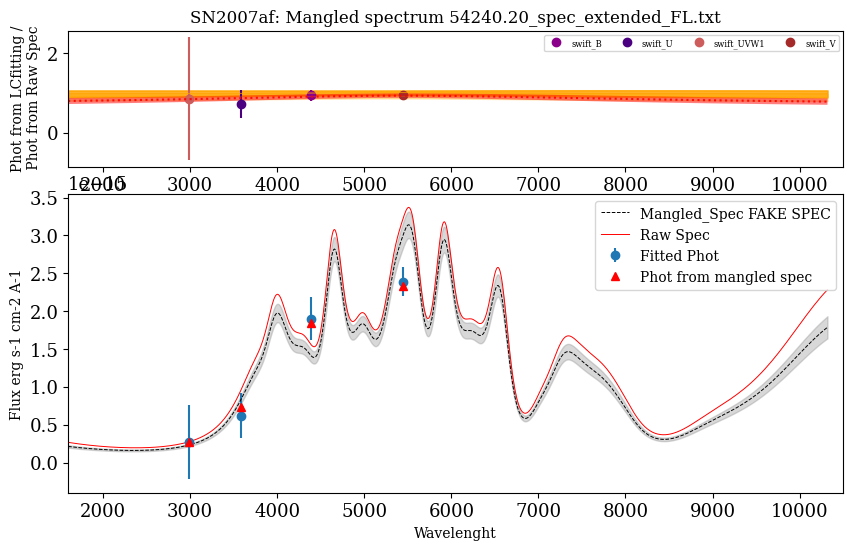 SN2007af: Mangled spectrum 54240.20_spec_extended_FL.txt
Phot from LCfitting /
Phot from Raw Spec
2
0
swift_B swift_U swift_UVW1 swift_V
2000 3000 4000 5000 6000 7000 8000 9000 10000
1e−15
Flux erg s-1 cm-2 A-1
3.5
3.0
2.5
2.0
1.5
1.0
0.5
0.0
Mangled_Spec FAKE SPEC
Raw Spec
Fitted Phot
Phot from mangled spec
2000 3000 4000 5000 6000 7000 8000 9000 10000
Wavelenght